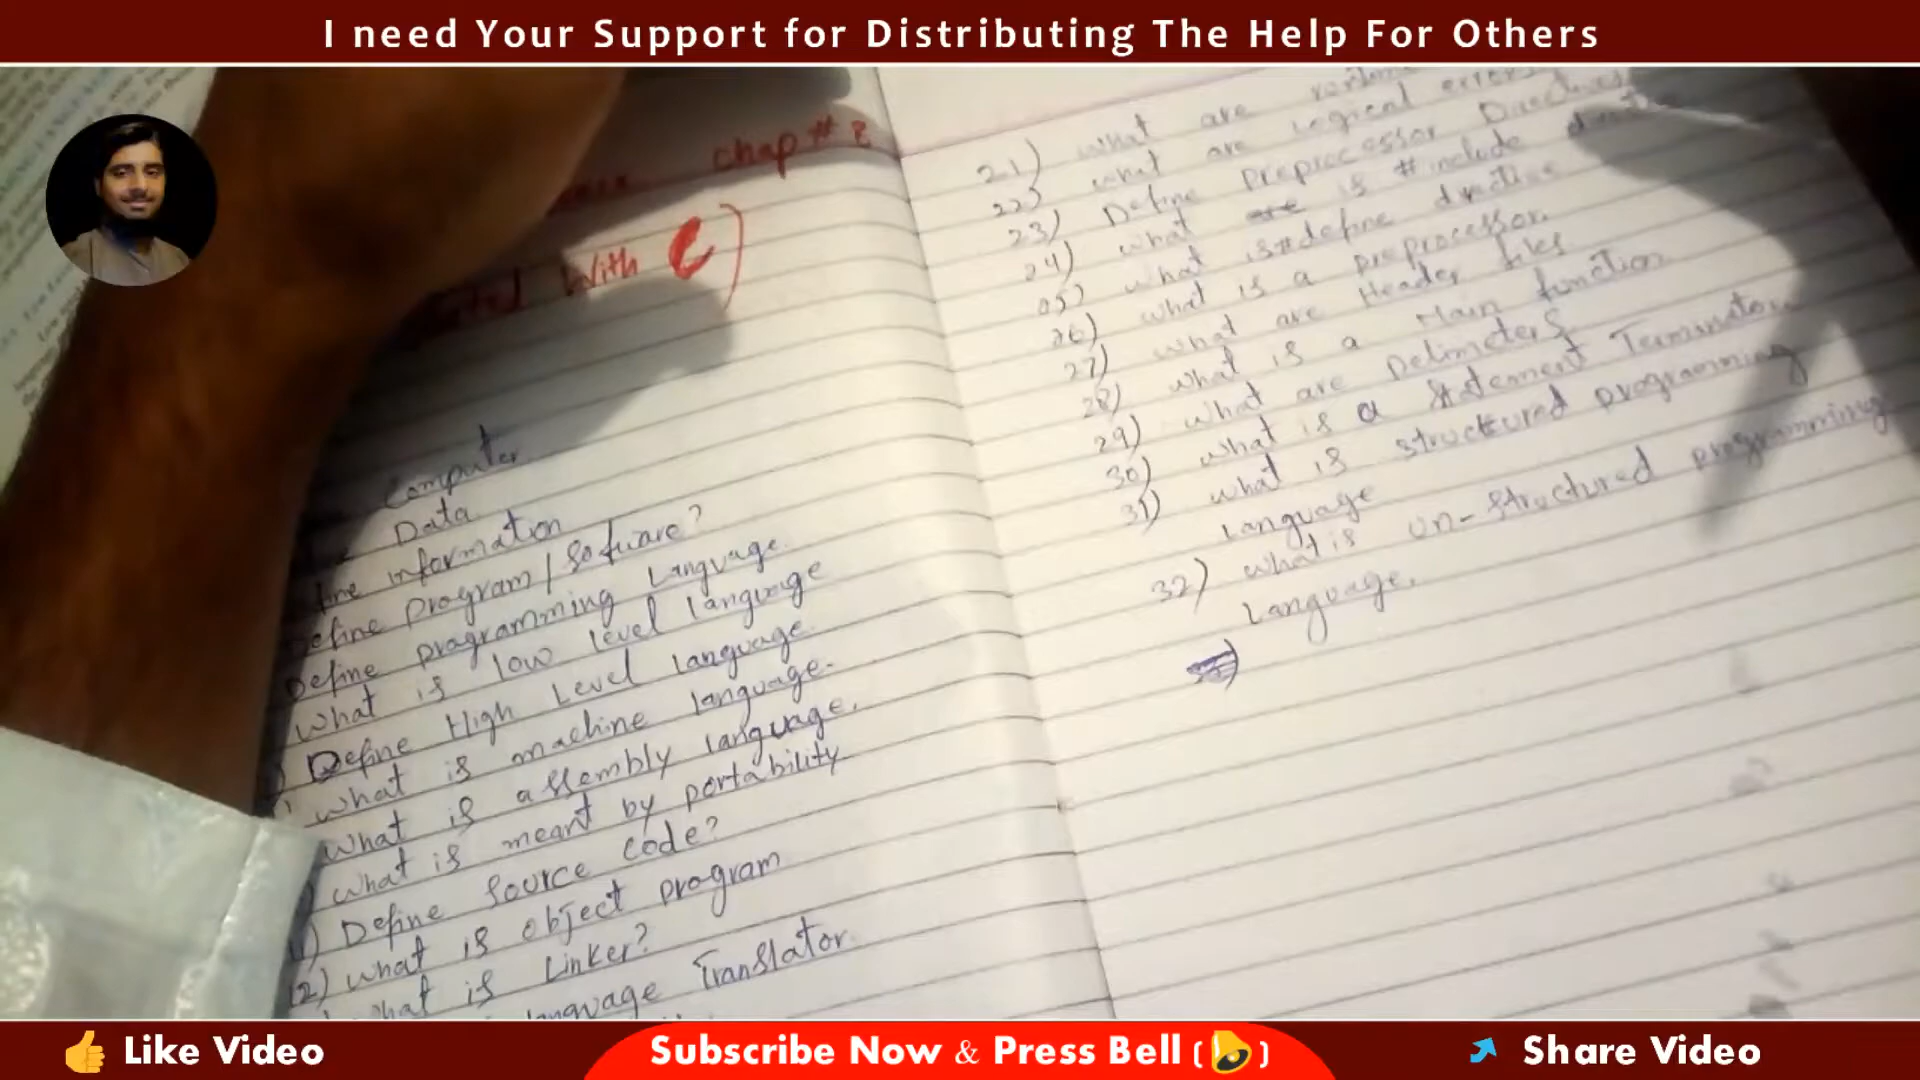 I need Your Support for Distributing The Help For Others
chap # 8
With C)
Computer
Data
information
Define program/Software?
Define programming Language.
What is low level language
Define High Level language.
What is machine language.
What is assembly language.
What is meant by portability
1) Define Source code?
12) What is object program
What is Linker?
language Translator.
21) What are
22) what are logical errors
23) Define preprocessor Directives
24) what are is #include
25) what is #define drective
26) what is a preprocessor.
27) what are Header files
28) what is a Main function
29) what are Delimeters
30) what is a statement Terminator
31) what is structured programming
language
32) what is un-structured programming
language.
Like Video
Subscribe Now & Press Bell ( )
Share Video